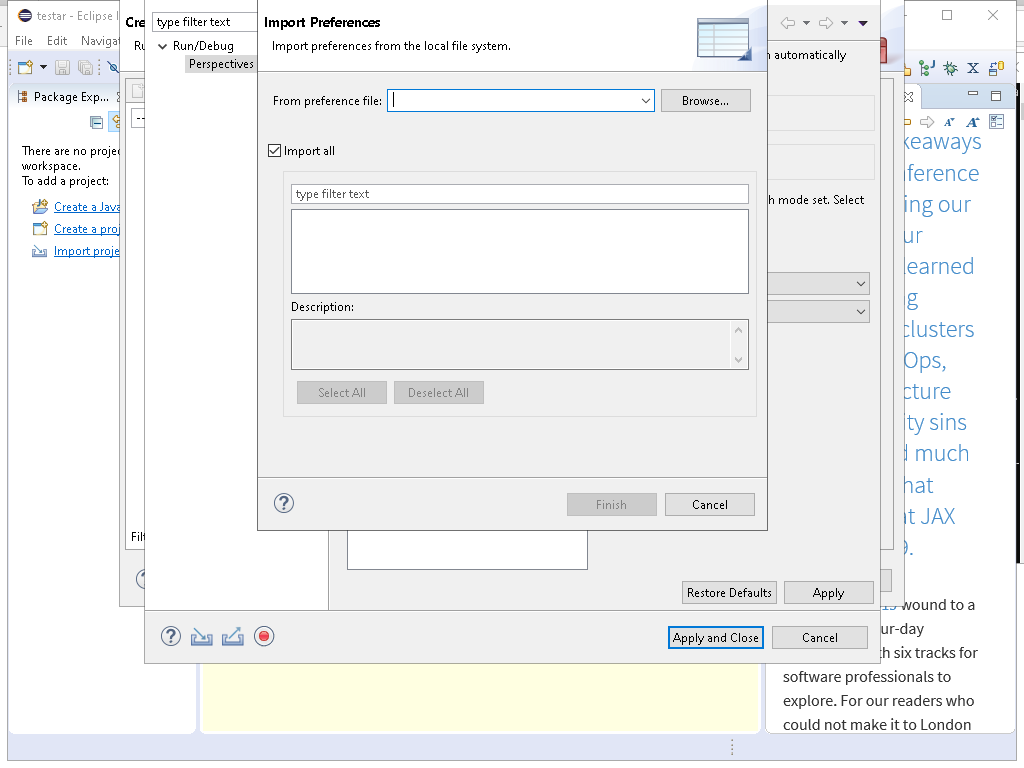 testar - Eclipse I
File Edit Navigat
Package Exp...
There are no projec
workspace.
To add a project:
Create a Java
Create a proj
Import proje
Cre
Ru
Filt
type filter text
Run/Debug
Perspectives
Import Preferences
Import preferences from the local file system.
From preference file:
Browse...
Import all
type filter text
Description:
Select All
Deselect All
Finish
Cancel
n automatically
h mode set. Select
Restore Defaults
Apply
Apply and Close
Cancel
keaways
ference
ing our
ur
learned
g
clusters
Ops,
cture
ty sins
d much
hat
at JAX
9.
wound to a
ur-day
th six tracks for
software professionals to
explore. For our readers who
could not make it to London